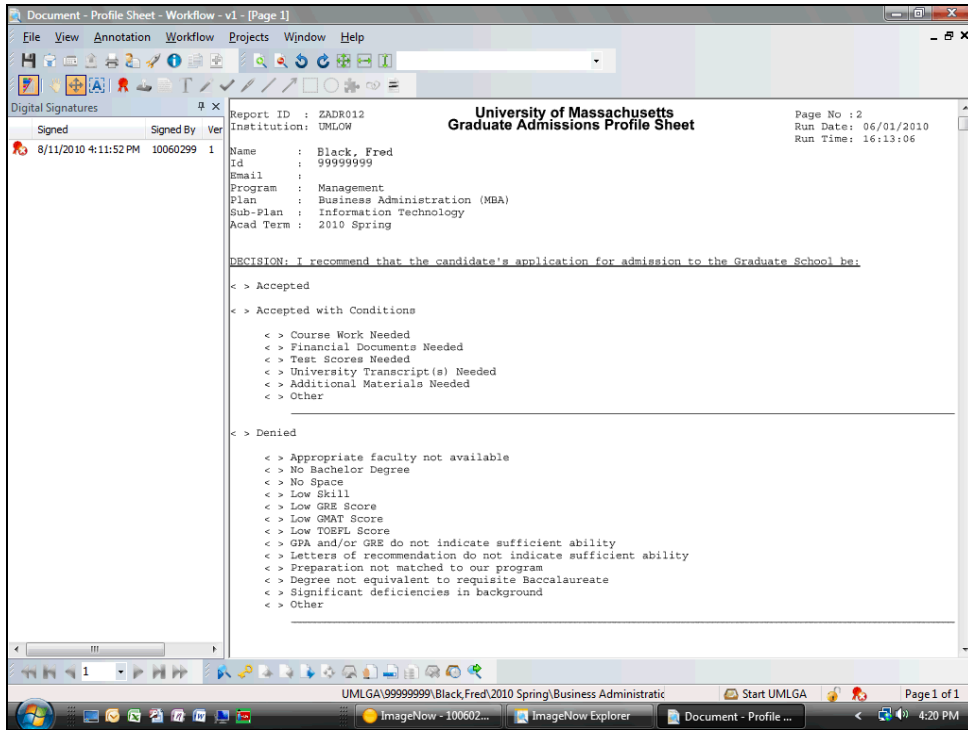 Document - Profile Sheet - Workflow - v1 - [Page 1]
File View Annotation Workflow Projects Window Help
Digital Signatures
Signed Signed By Ver
8/11/2010 4:11:52 PM 10060299 1
Report ID : ZADR012 University of Massachusetts Page No :2
Institution: UMLOW Graduate Admissions Profile Sheet Run Date: 06/01/2010
Run Time: 16:13:06
Name : Black, Fred
Id : 99999999
Email :
Program : Management
Plan : Business Administration (MBA)
Sub-Plan : Information Technology
Acad Term : 2010 Spring
DECISION: I recommend that the candidate's application for admission to the Graduate School be:
< > Accepted
< > Accepted with Conditions
< > Course Work Needed
< > Financial Documents Needed
< > Test Scores Needed
< > University Transcript(s) Needed
< > Additional Materials Needed
< > Other
< > Denied
< > Appropriate faculty not available
< > No Bachelor Degree
< > No Space
< > Low Skill
< > Low GRE Score
< > Low GMAT Score
< > Low TOEFL Score
< > GPA and/or GRE do not indicate sufficient ability
< > Letters of recommendation do not indicate sufficient ability
< > Preparation not matched to our program
< > Degree not equivalent to requisite Baccalaureate
< > Significant deficiencies in background
< > Other
1
UMLGA\99999999\Black,Fred\2010 Spring\Business Administratic Start UMLGA Page 1 of 1
ImageNow - 100602... ImageNow Explorer Document - Profile ... 4:20 PM